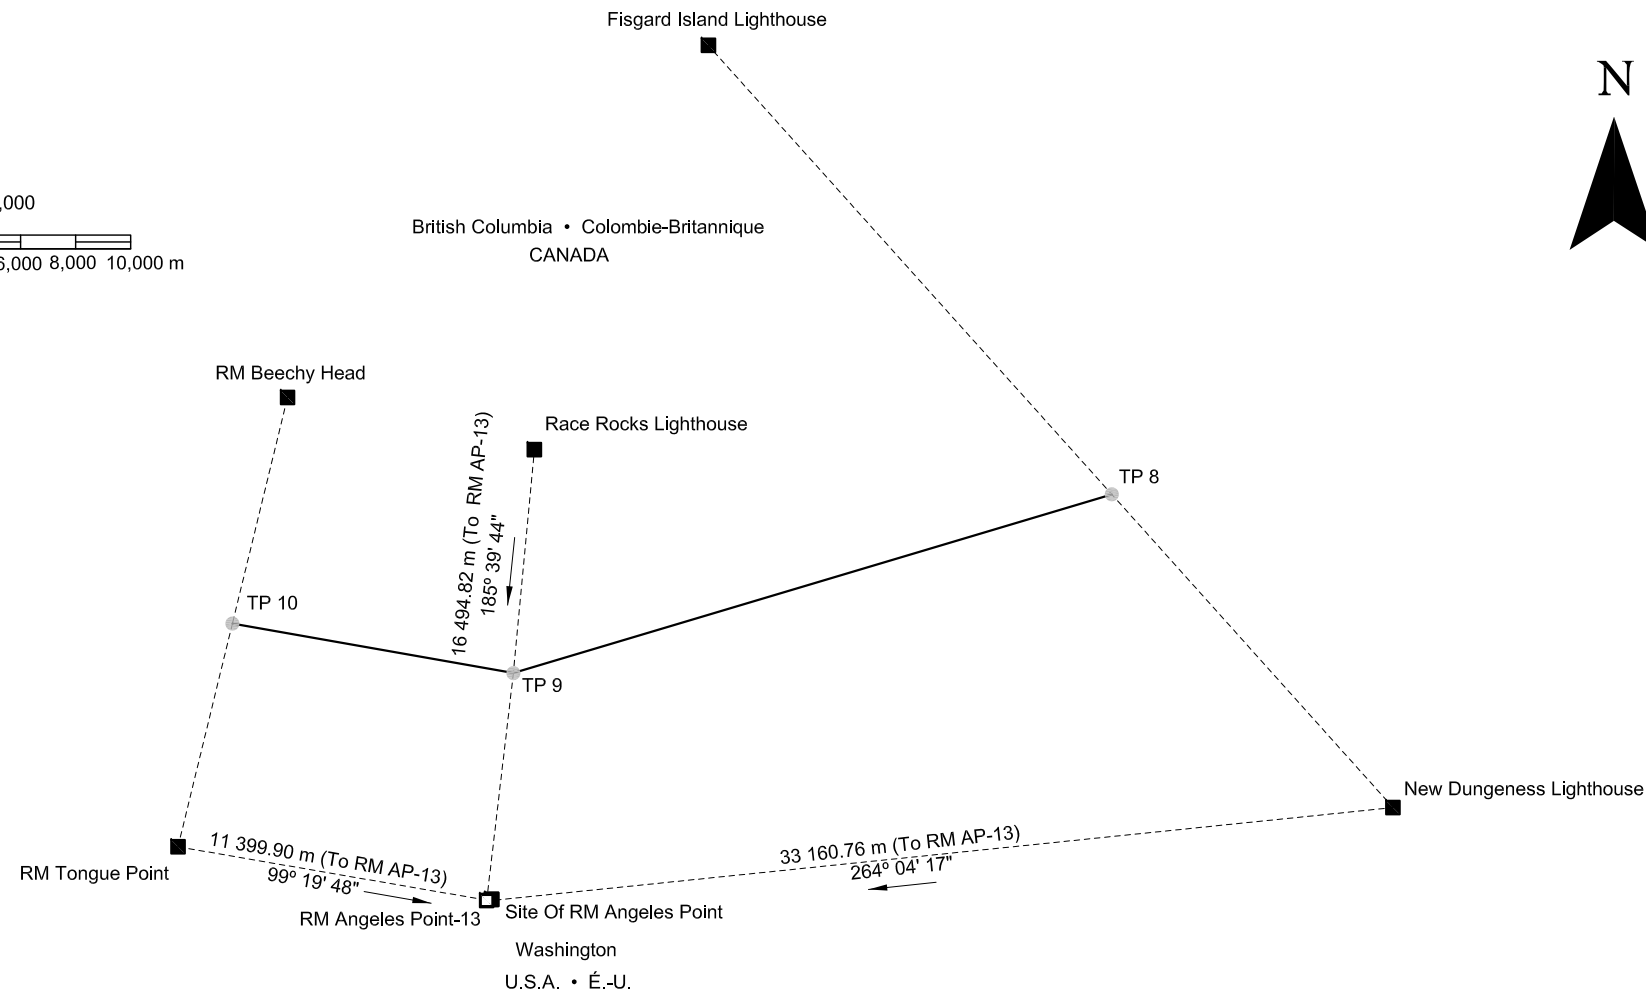 Fisgard Island Lighthouse
N
,000
6,000 8,000 10,000 m
British Columbia • Colombie-Britannique
CANADA
RM Beechy Head
Race Rocks Lighthouse
16 494.82 m (To RM AP-13)
185° 39' 44"
TP 8
TP 10
TP 9
New Dungeness Lighthouse
11 399.90 m (To RM AP-13)
99° 19' 48"
33 160.76 m (To RM AP-13)
264° 04' 17"
RM Tongue Point
RM Angeles Point-13
Site Of RM Angeles Point
Washington
U.S.A. • É.-U.